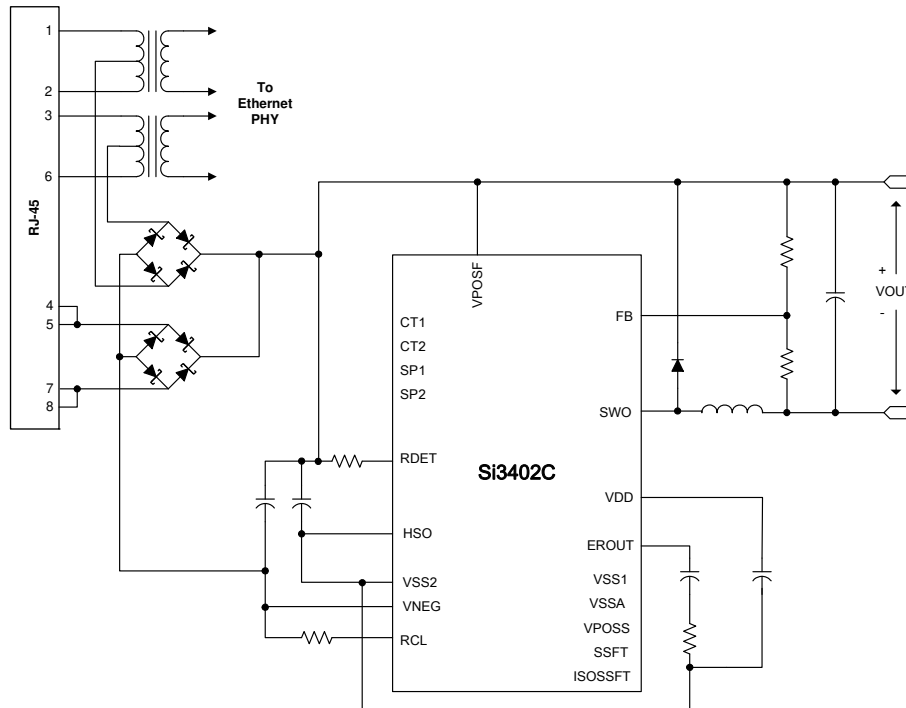 1
2
3
6
4
5
7
8
RJ-45
To
Ethernet
PHY
VPOSF
CT1
CT2
SP1
SP2
RDET
HSO
VSS2
VNEG
RCL
Si3402C
FB
SWO
VDD
EROUT
VSS1
VSSA
VPOSS
SSFT
ISOSSFT
+
VOUT
-